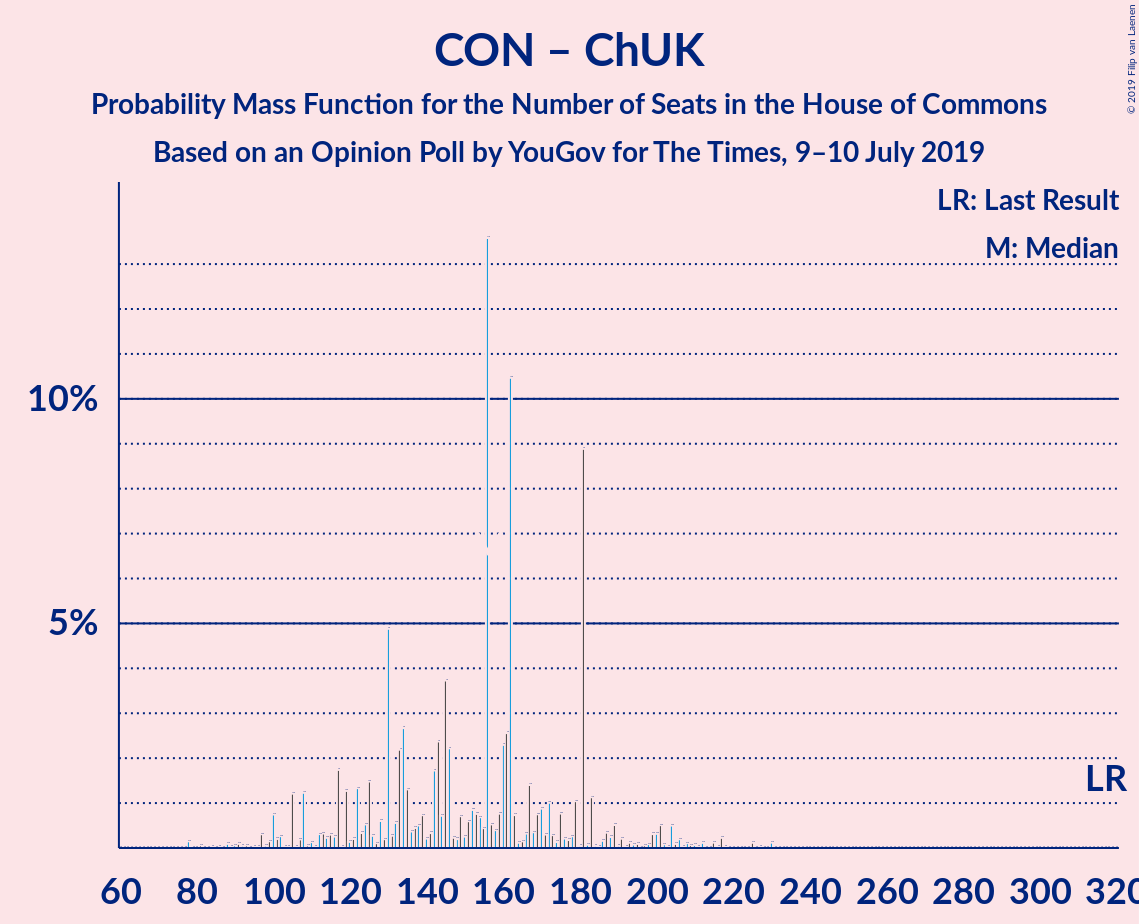 CON – ChUK
Probability Mass Function for the Number of Seats in the House of Commons
Based on an Opinion Poll by YouGov for The Times, 9–10 July 2019
© 2019 Filip van Laenen
LR: Last Result
M: Median
10%
5%
LR
60 80 100 120 140 160 180 200 220 240 260 280 300 320